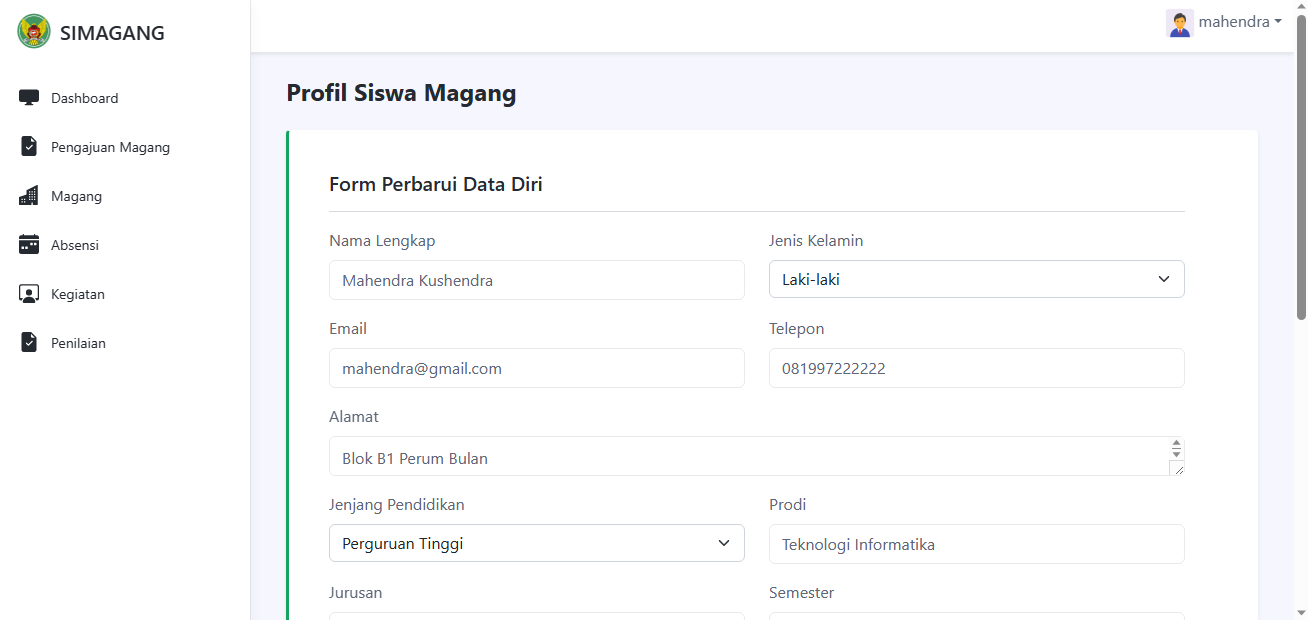 SIMAGANG
mahendra
Dashboard
Pengajuan Magang
Magang
Absensi
Kegiatan
Penilaian
Profil Siswa Magang
Form Perbarui Data Diri
Nama Lengkap
Jenis Kelamin
Mahendra Kushendra
Laki-laki
Email
Telepon
mahendra@gmail.com
081997222222
Alamat
Blok B1 Perum Bulan
Jenjang Pendidikan
Prodi
Perguruan Tinggi
Teknologi Informatika
Jurusan
Semester